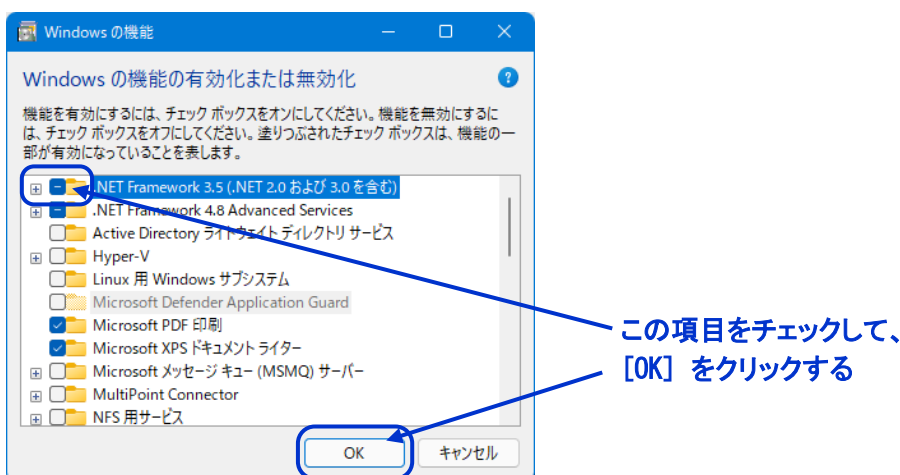 Windows の機能
Windows の機能の有効化または無効化
機能を有効にするには、チェック ボックスをオンにしてください。機能を無効にするに
は、チェック ボックスをオフにしてください。塗りつぶされたチェック ボックスは、機能の一
部が有効になっていることを表します。
.NET Framework 3.5 (.NET 2.0 および 3.0 を含む)
.NET Framework 4.8 Advanced Services
Active Directory ライトウェイト ディレクトリ サービス
Hyper-V
Linux 用 Windows サブシステム
Microsoft Defender Application Guard
Microsoft PDF 印刷
Microsoft XPS ドキュメント ライター
Microsoft メッセージ キュー (MSMQ) サーバー
MultiPoint Connector
NFS 用サービス
この項目をチェックして、
[OK] をクリックする
OK
キャンセル